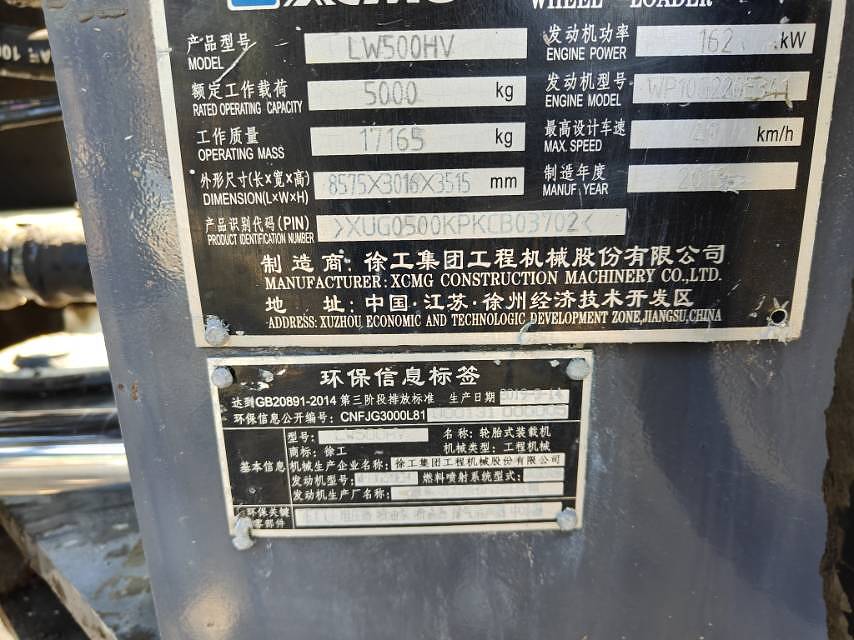 XCMG WHEEL LOADER
产品型号 LW500HV 发动机功率 162 kW
MODEL ENGINE POWER
额定工作载荷 5000 kg 发动机型号
RATED OPERATING CAPACITY ENGINE MODEL
工作质量 17165 kg 最高设计车速 km/h
OPERATING MASS MAX. SPEED
外形尺寸(长×宽×高) 8575X3016X3515 mm 制造年度
DIMENSION(L×W×H) MANUF. YEAR
产品识别代码(PIN) >XUG0500KPKCB03702<
PRODUCT IDENTIFICATION NUMBER
制造商:徐工集团工程机械股份有限公司
MANUFACTURER:XCMG CONSTRUCTION MACHINERY CO.,LTD.
地 址:中国·江苏·徐州经济技术开发区
ADDRESS: XUZHOU ECONOMIC AND TECHNOLOGIC DEVELOPMENT ZONE,JIANGSU,CHINA
环保信息标签
达到GB20891-2014 第三阶段排放标准 生产日期
环保信息公开编号: CNFJG3000L81
型号: LW500HV 名称: 轮胎式装载机
商标: 徐工 机械类型: 工程机械
基本信息 机械生产企业名称: 徐工集团工程机械股份有限公司
发动机型号: 燃料喷射系统型式:
发动机生产厂名称:
环保关键
零部件